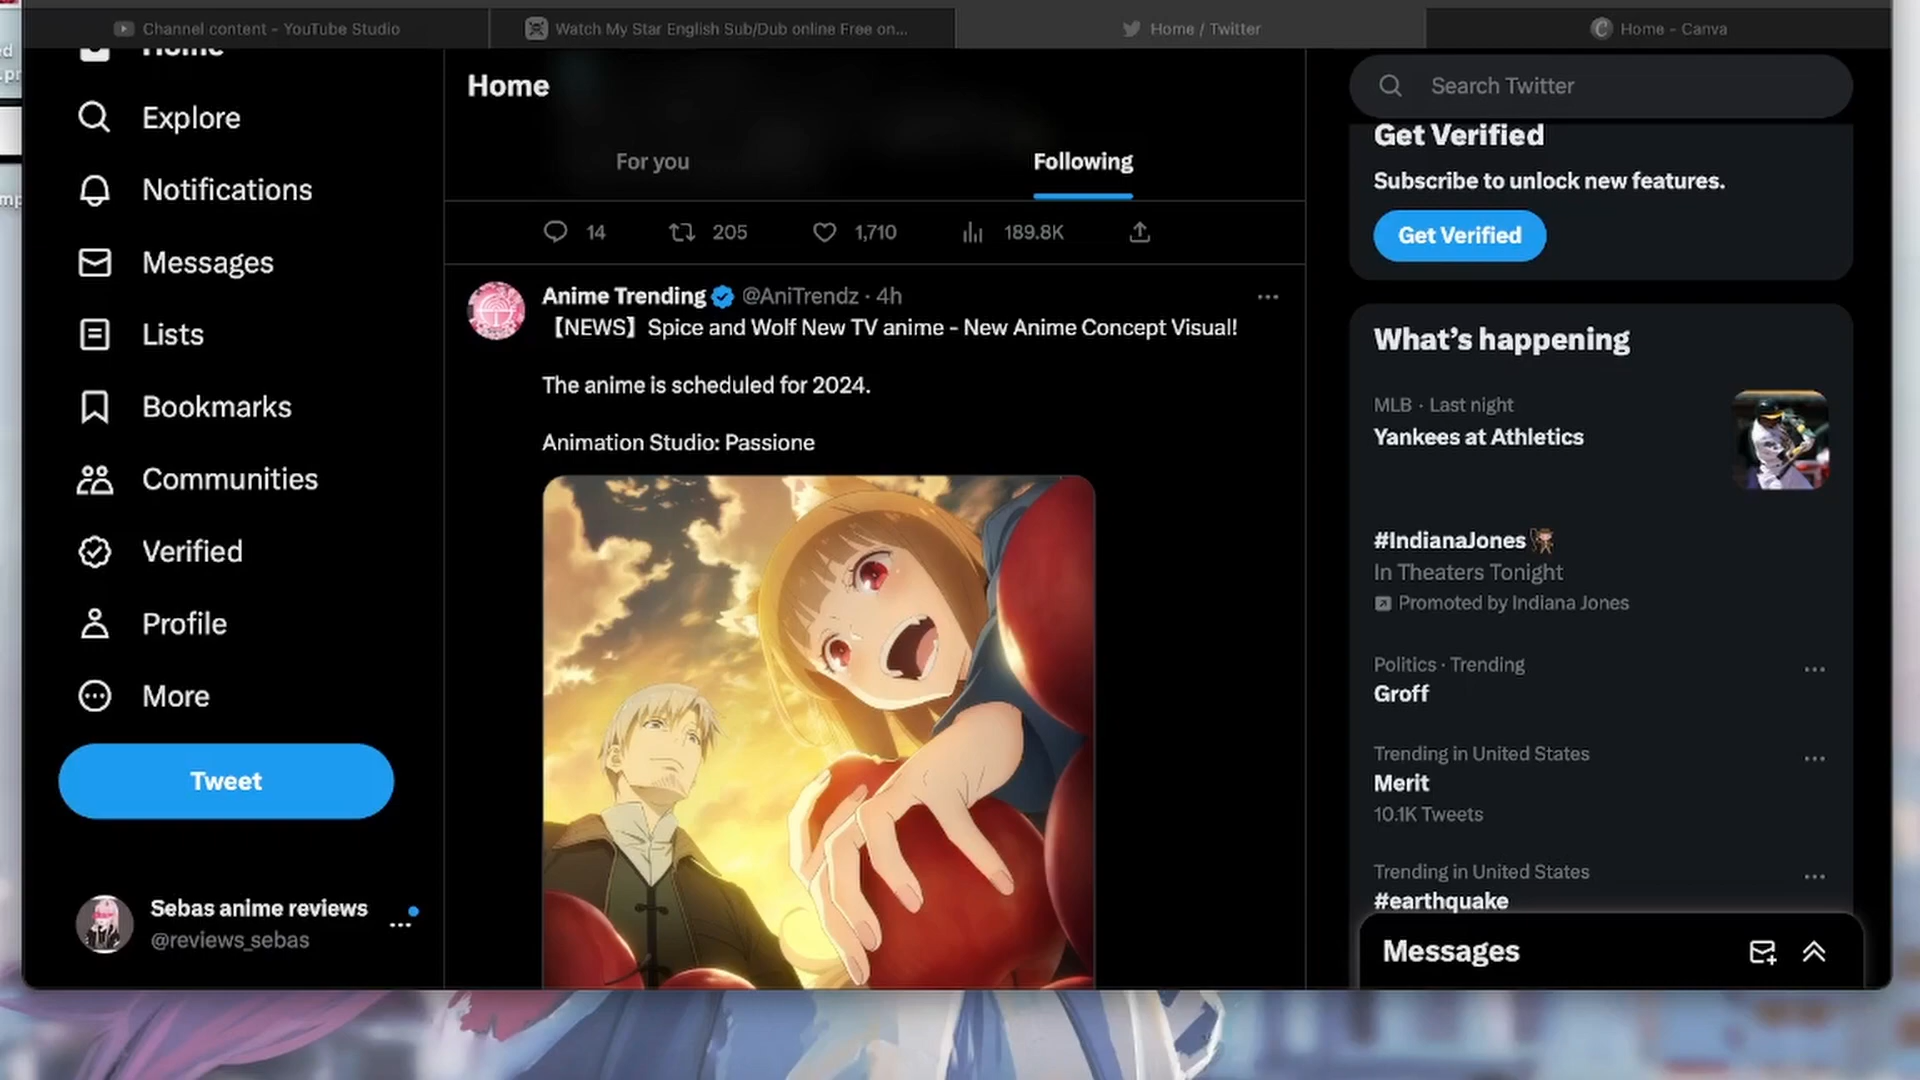 Channel content - YouTube Studio
Watch My Star English Sub/Dub online Free on...
Home / Twitter
Home - Canva
ed
.pr
mp
Home
Explore
Notifications
Messages
Lists
Bookmarks
Communities
Verified
Profile
More
Tweet
Sebas anime reviews
@reviews_sebas
Home
For you
Following
14
205
1,710
189.8K
Anime Trending @AniTrendz · 4h
【NEWS】Spice and Wolf New TV anime - New Anime Concept Visual!
The anime is scheduled for 2024.
Animation Studio: Passione
Search Twitter
Get Verified
Subscribe to unlock new features.
Get Verified
What's happening
MLB · Last night
Yankees at Athletics
#IndianaJones
In Theaters Tonight
Promoted by Indiana Jones
Politics · Trending
Groff
Trending in United States
Merit
10.1K Tweets
Trending in United States
#earthquake
Messages